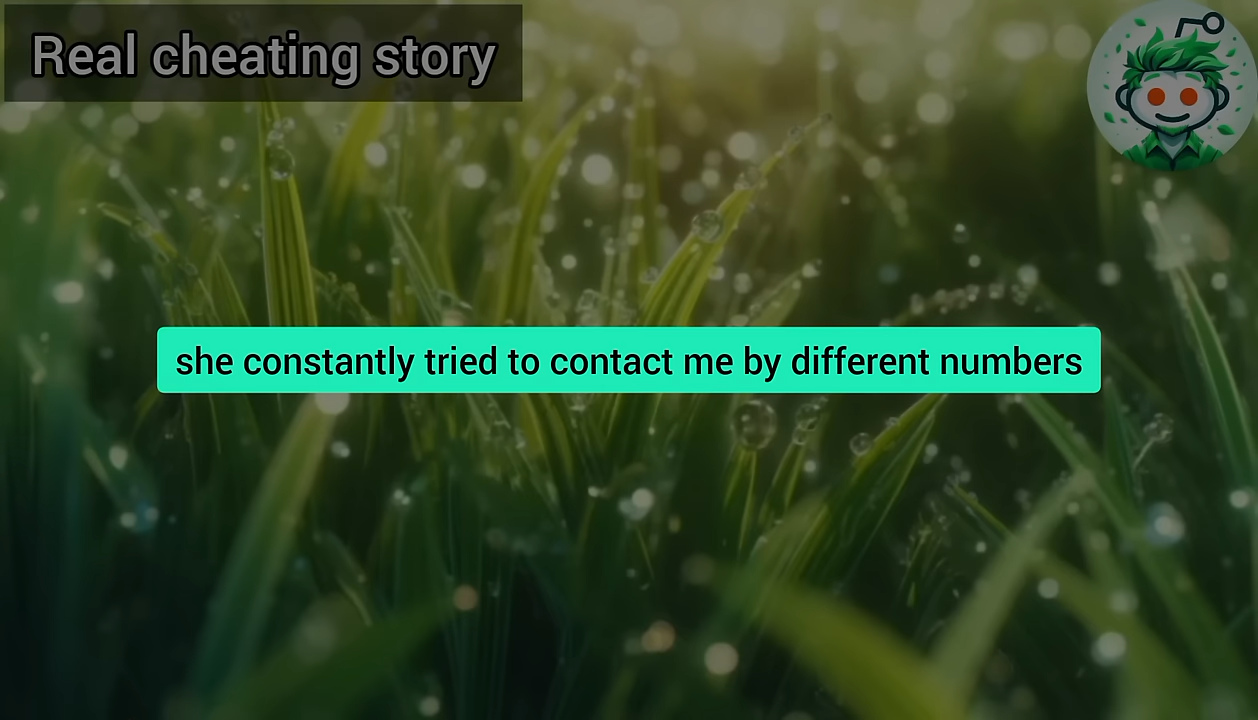 Real cheating story
she constantly tried to contact me by different numbers